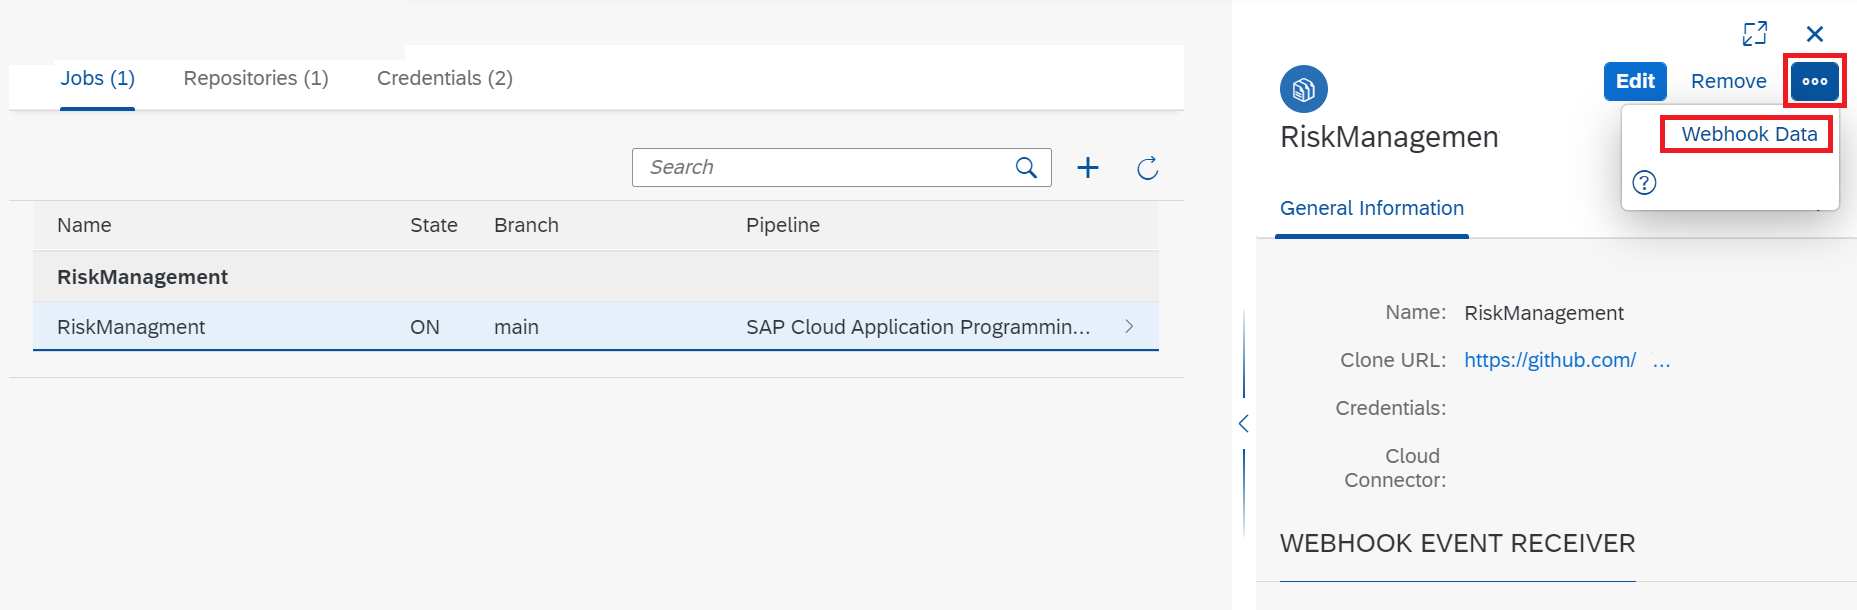 Jobs (1) Repositories (1) Credentials (2)
Search
Name State Branch Pipeline
RiskManagement
RiskManagment ON main SAP Cloud Application Programmin...
Edit Remove
RiskManagemen
Webhook Data
?
General Information
Name: RiskManagement
Clone URL: https://github.com/ ...
Credentials:
Cloud
Connector:
WEBHOOK EVENT RECEIVER